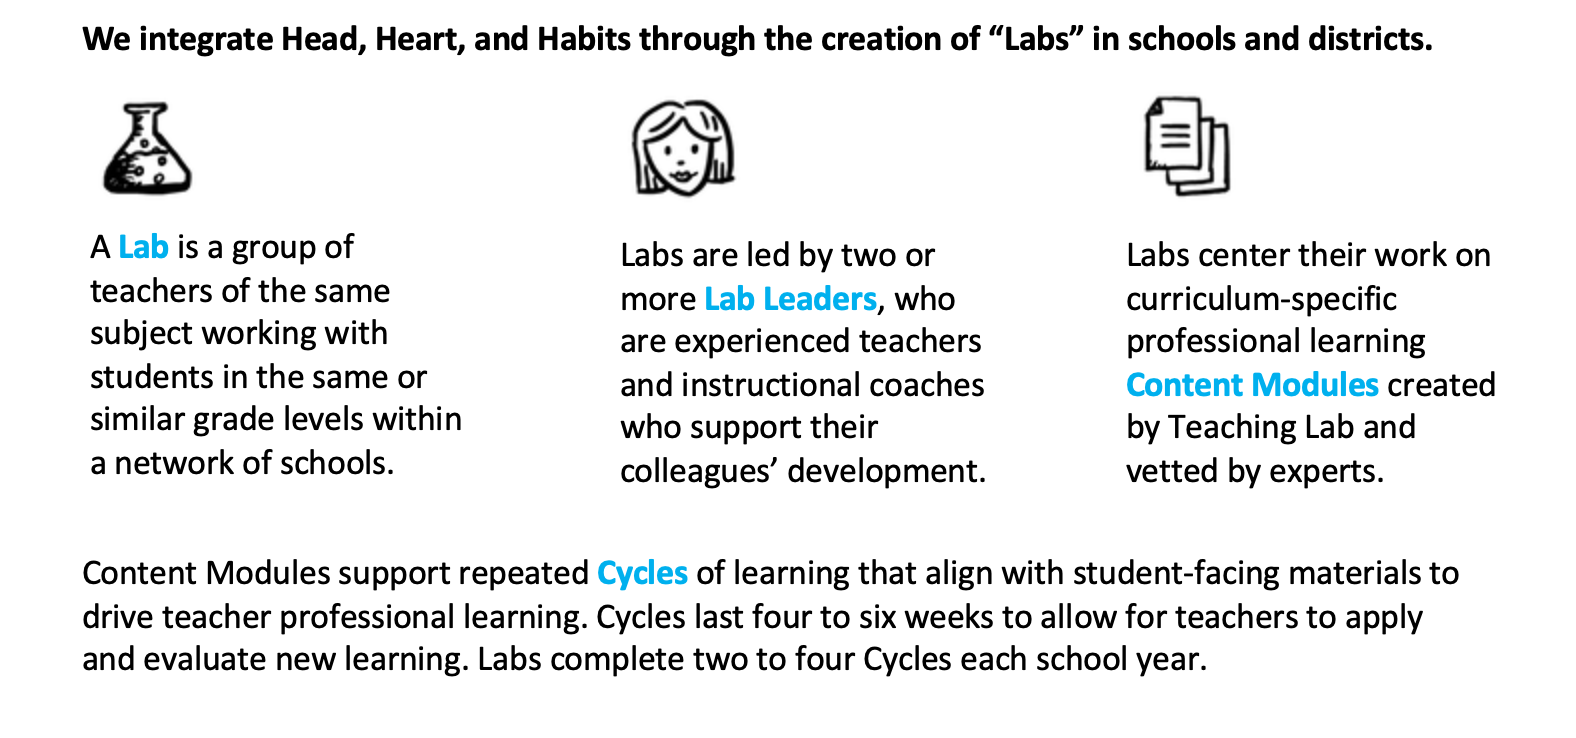 We integrate Head, Heart, and Habits through the creation of “Labs” in schools and districts.
A Lab is a group of
teachers of the same
subject working with
students in the same or
similar grade levels within
a network of schools.
Labs are led by two or
more Lab Leaders, who
are experienced teachers
and instructional coaches
who support their
colleagues’ development.
Labs center their work on
curriculum-specific
professional learning
Content Modules created
by Teaching Lab and
vetted by experts.
Content Modules support repeated Cycles of learning that align with student-facing materials to
drive teacher professional learning. Cycles last four to six weeks to allow for teachers to apply
and evaluate new learning. Labs complete two to four Cycles each school year.